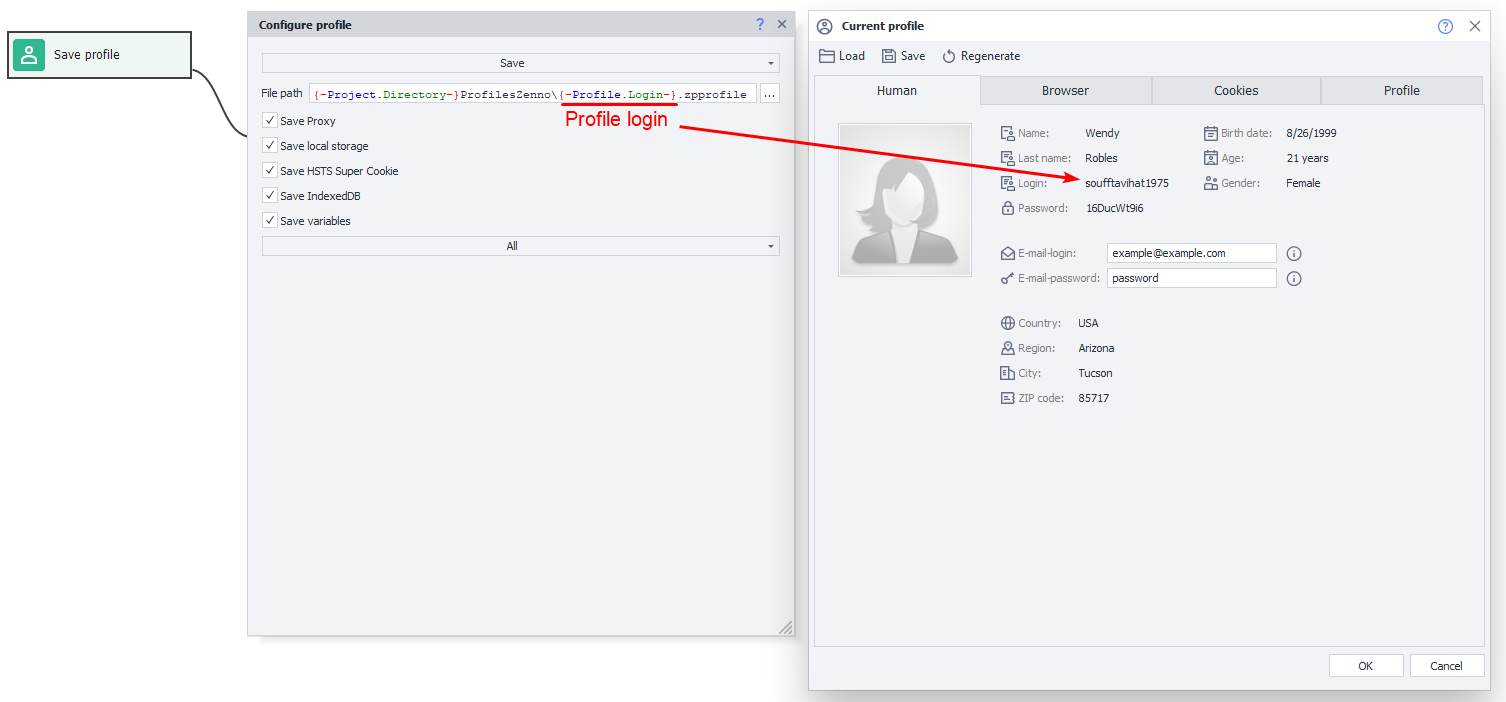 Save profile
Configure profile
?
Save
File path
{-Project.Directory-}ProfilesZenno\{-Profile.Login-}.zpprofile
...
Profile login
Save Proxy
Save local storage
Save HSTS Super Cookie
Save IndexedDB
Save variables
All
Current profile
?
Load Save Regenerate
Human Browser Cookies Profile
Name: Wendy Birth date: 8/26/1999
Last name: Robles Age: 21 years
Login: soufftavihat1975 Gender: Female
Password: 16DucWt9i6
E-mail-login: example@example.com
E-mail-password: password
Country: USA
Region: Arizona
City: Tucson
ZIP code: 85717
OK Cancel